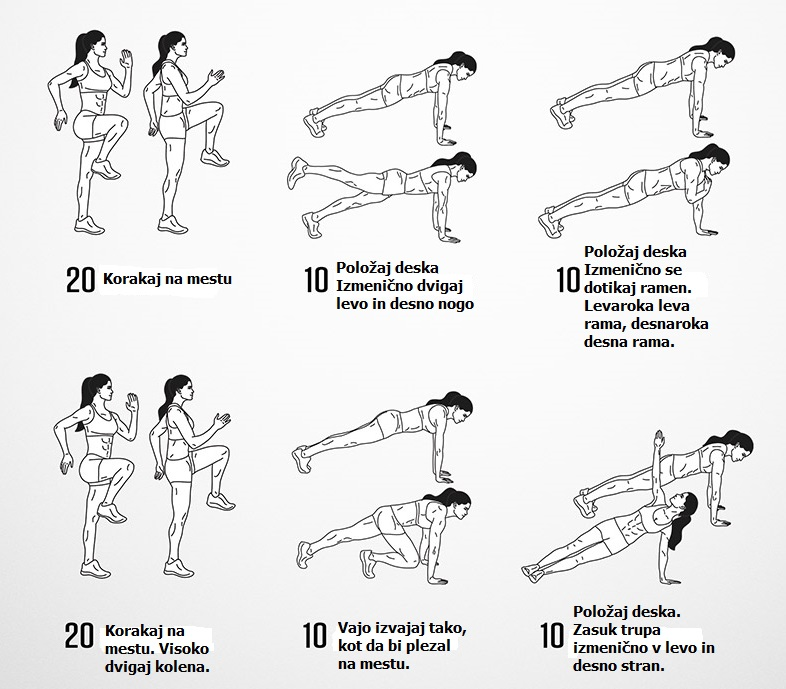 20 Korakaj na mestu
10 Položaj deska
Izmenično dvigaj
levo in desno nogo
10 Položaj deska
Izmenično se
dotikaj ramen.
Levaroka leva
rama, desnaroka
desna rama.
20 Korakaj na
mestu. Visoko
dvigaj kolena.
10 Vajo izvajaj tako,
kot da bi plezal
na mestu.
10 Položaj deska.
Zasuk trupa
izmenično v levo in
desno stran.